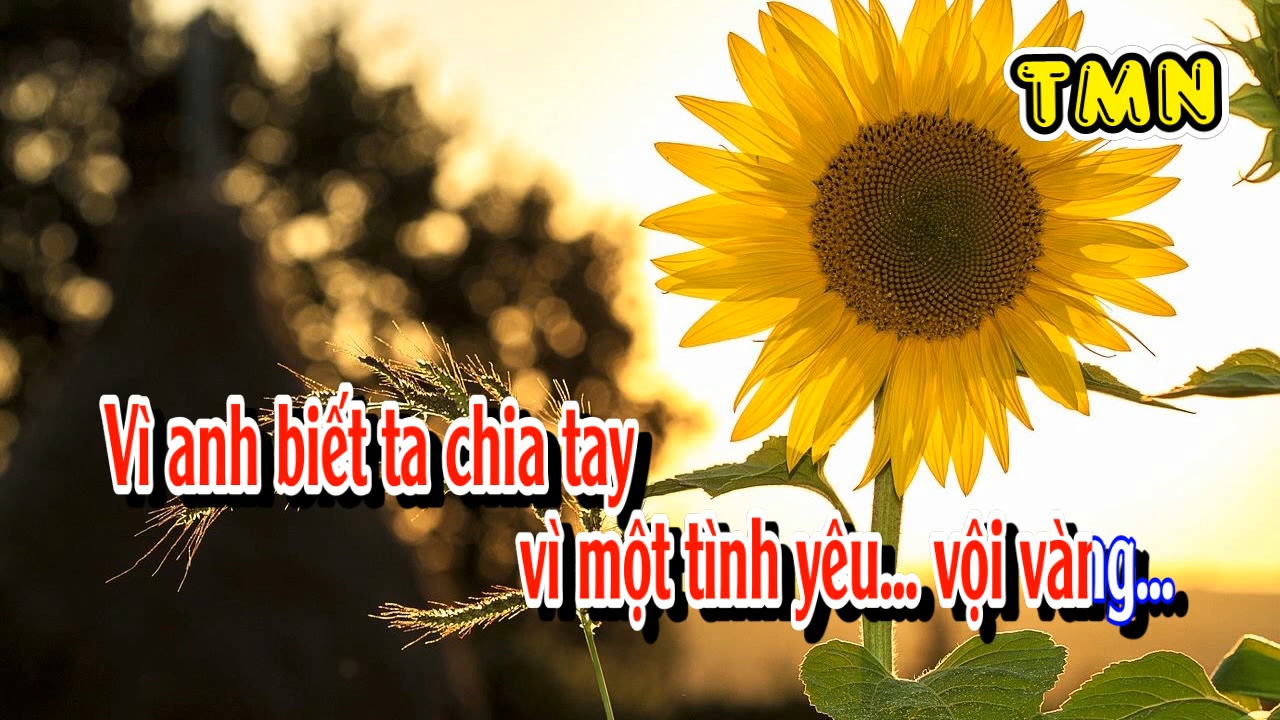 TMN
Vì anh biết ta chia tay
vì một tình yêu... vội vàng...